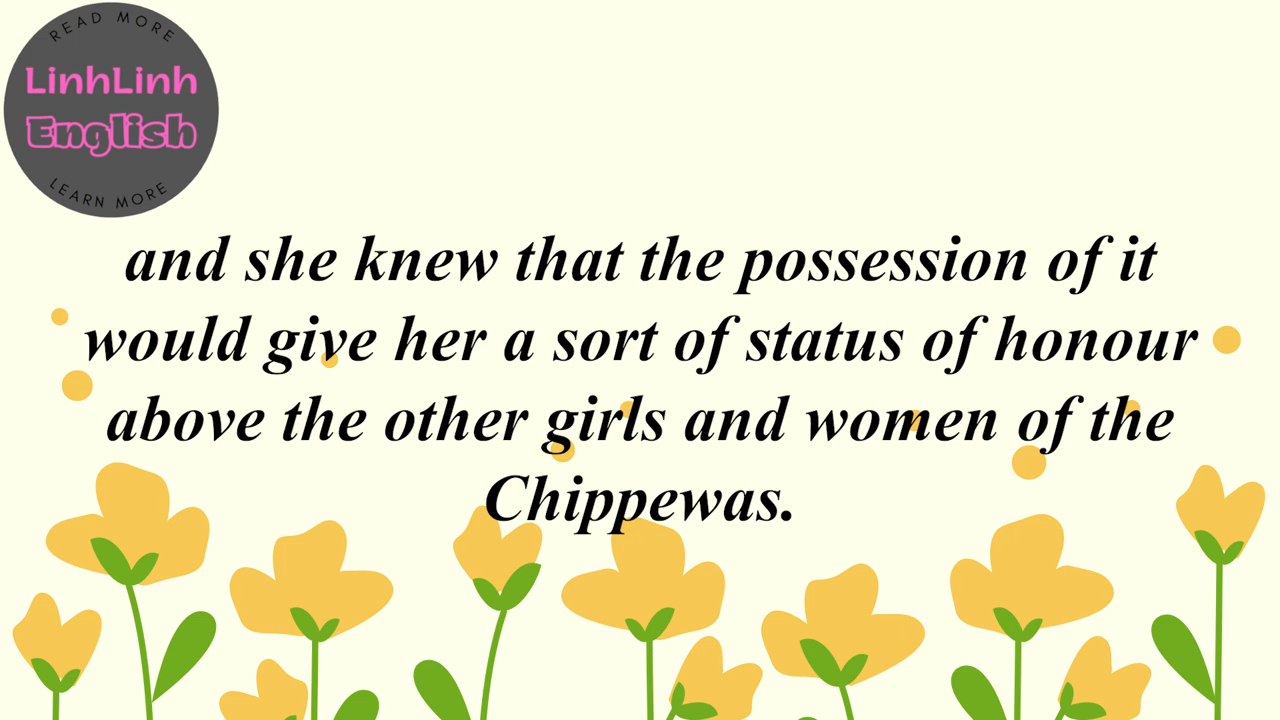 READ MORE
LinhLinh
English
LEARN MORE
and she knew that the possession of it
would give her a sort of status of honour
above the other girls and women of the
Chippewas.